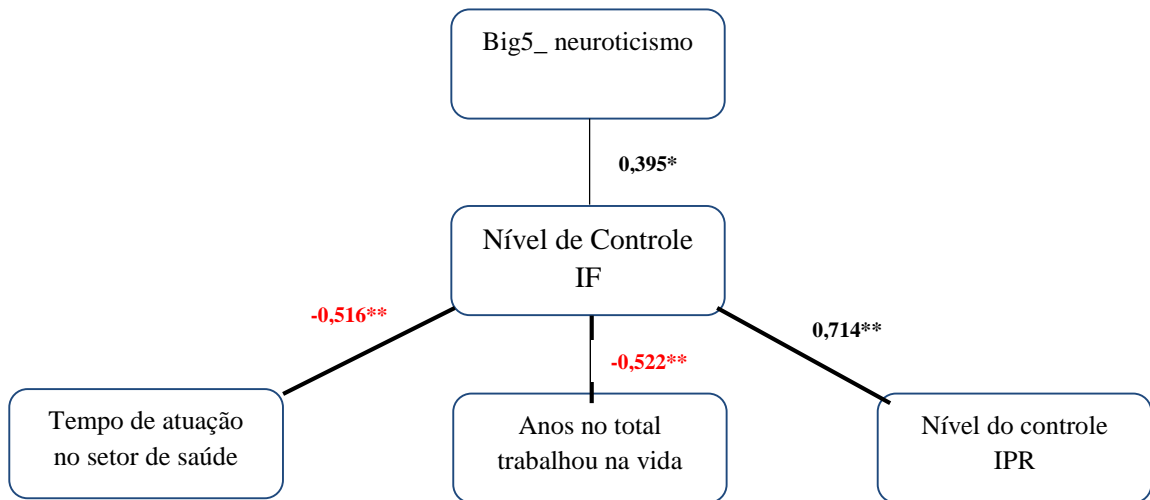 Big5_ neuroticismo
0,395*
Nível de Controle
IF
-0,516**
-0,522**
0,714**
Tempo de atuação
no setor de saúde
Anos no total
trabalhou na vida
Nível do controle
IPR